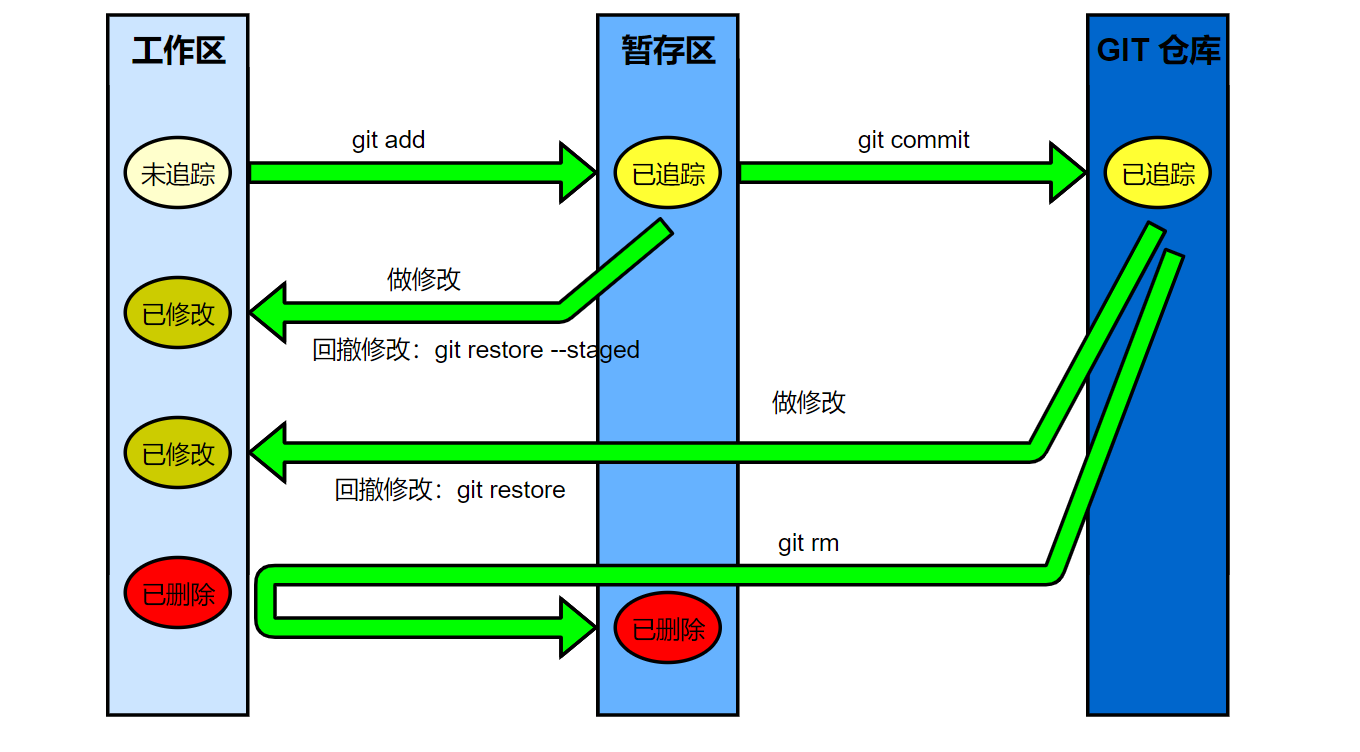 工作区
暂存区
GIT 仓库
git add
git commit
未追踪
已追踪
已追踪
做修改
已修改
回撤修改：git restore --staged
做修改
已修改
回撤修改：git restore
git rm
已删除
已删除